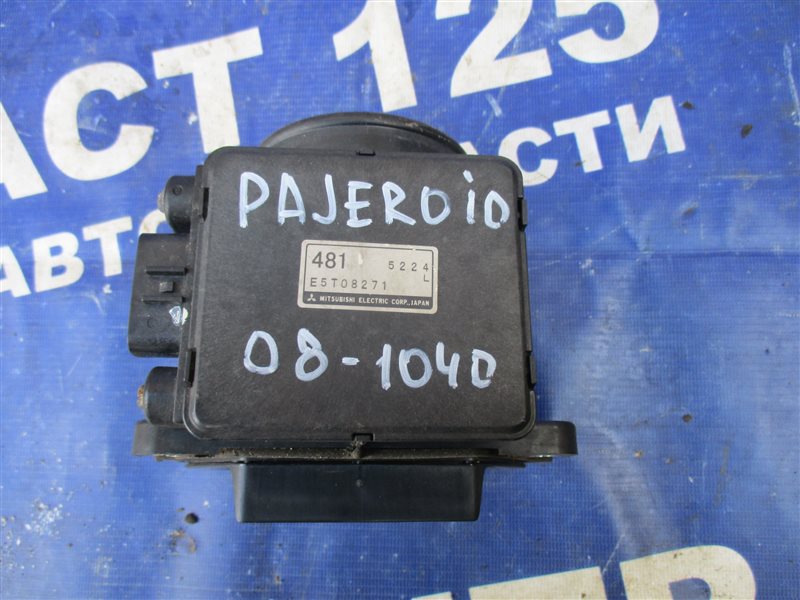 АСТ 125
АВТО
СТИ
PAJERO iO
481 5224
E5T08271 L
MITSUBISHI ELECTRIC CORP., JAPAN
08-1040